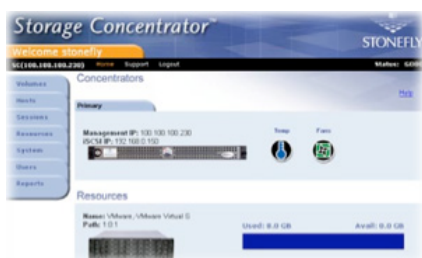 Storage Concentrator™
STONEFLY
Welcome stonefly
SC(100.100.100.230) Home Support Logout Status: GOOD
Volumes
Hosts
Sessions
Resources
System
Users
Reports
Concentrators
Help
Primary
Management IP: 100.100.100.230
iSCSI IP: 192.168.0.150
Temp
Fans
Resources
Name: VMware, VMware Virtual S
Path: 1:0:1
Used: 8.0 GB Avail: 0.0 GB